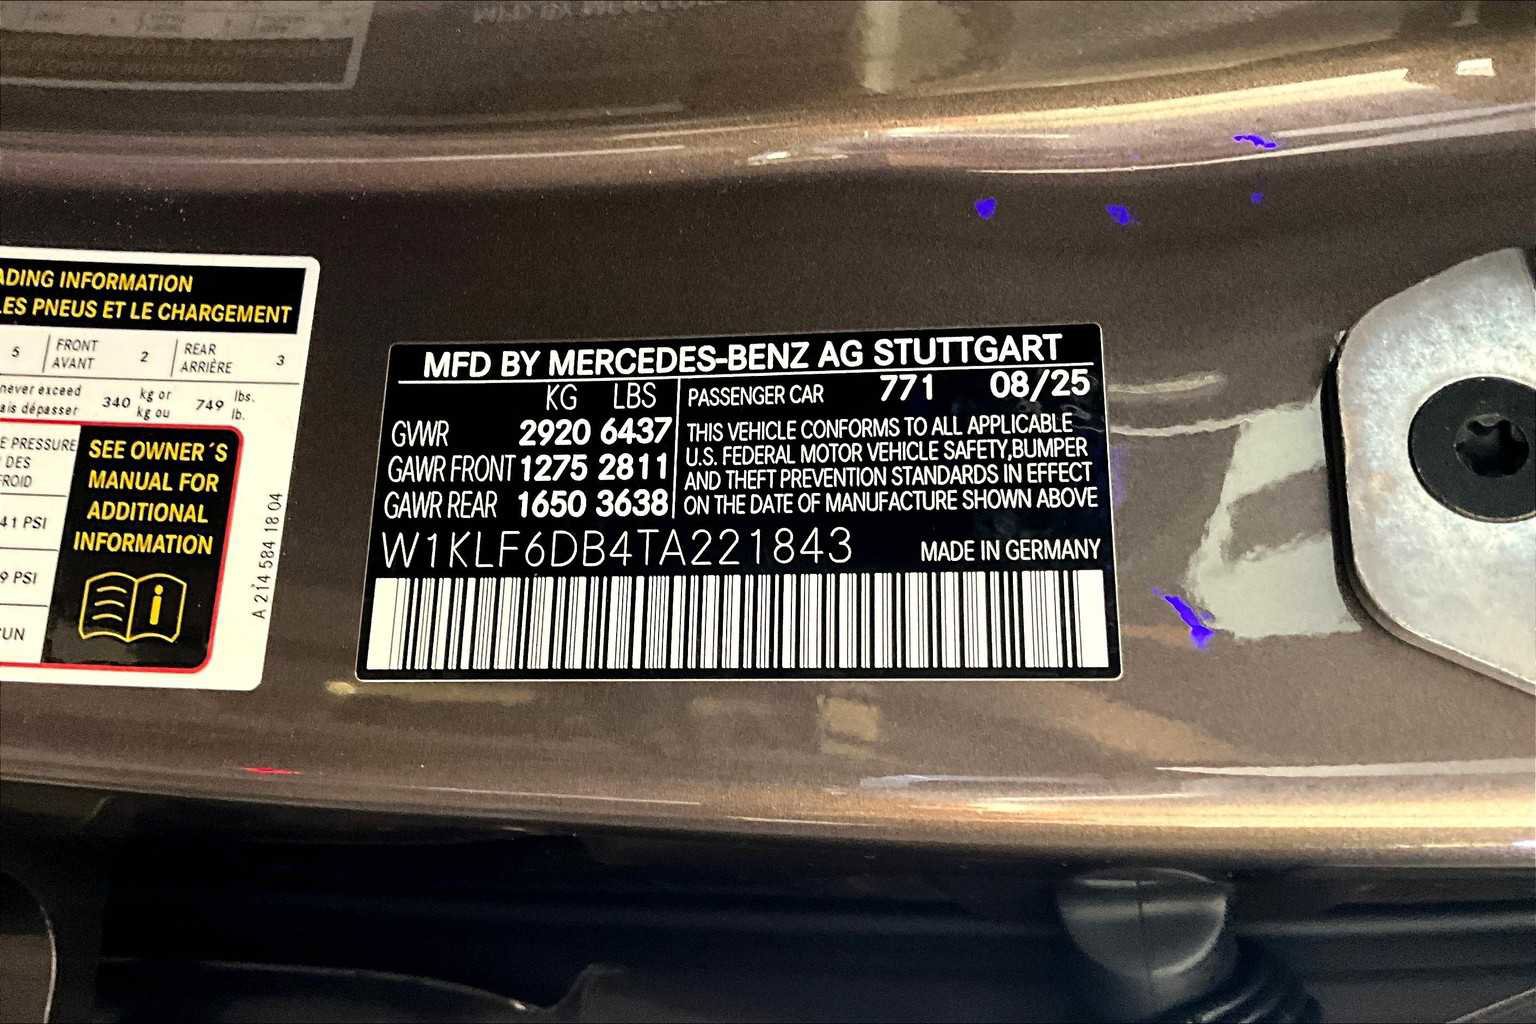 ADING INFORMATION
LES PNEUS ET LE CHARGEMENT
5 FRONT AVANT 2 REAR ARRIÈRE 3
never exceed
ais dépasser 340 kg or kg ou 749 lbs. lb.
E PRESSURE
DES
ROID
41 PSI
9 PSI
CUN
SEE OWNER´S
MANUAL FOR
ADDITIONAL
INFORMATION
A 214 584 18 04
MFD BY MERCEDES-BENZ AG STUTTGART
KG LBS
GVWR 2920 6437
GAWR FRONT 1275 2811
GAWR REAR 1650 3638
PASSENGER CAR 771 08/25
THIS VEHICLE CONFORMS TO ALL APPLICABLE
U.S. FEDERAL MOTOR VEHICLE SAFETY,BUMPER
AND THEFT PREVENTION STANDARDS IN EFFECT
ON THE DATE OF MANUFACTURE SHOWN ABOVE
W1KLF6DB4TA221843 MADE IN GERMANY